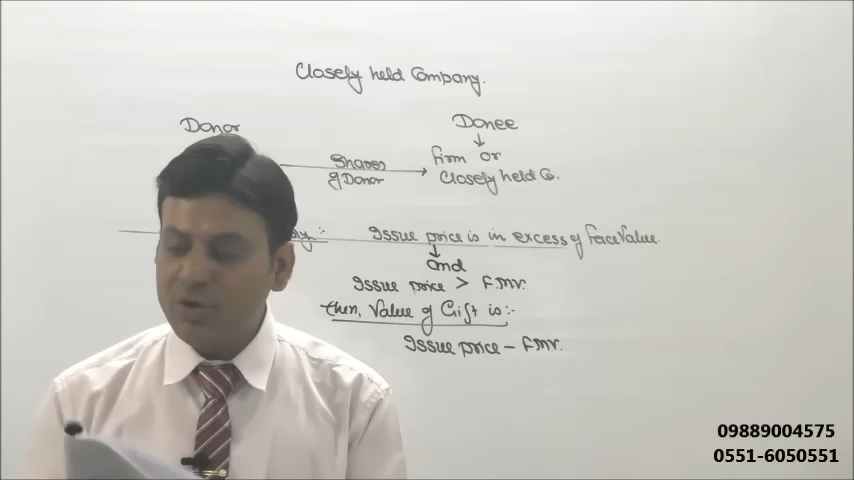 Closely held Company.
Donor
Donee
Shares
of Donor
firm or
Closely held Co.
Issue price is in excess of Face Value.
and
Issue price > F.M.V.
then, Value of Gift is :-
Issue price - FMV.
09889004575
0551-6050551